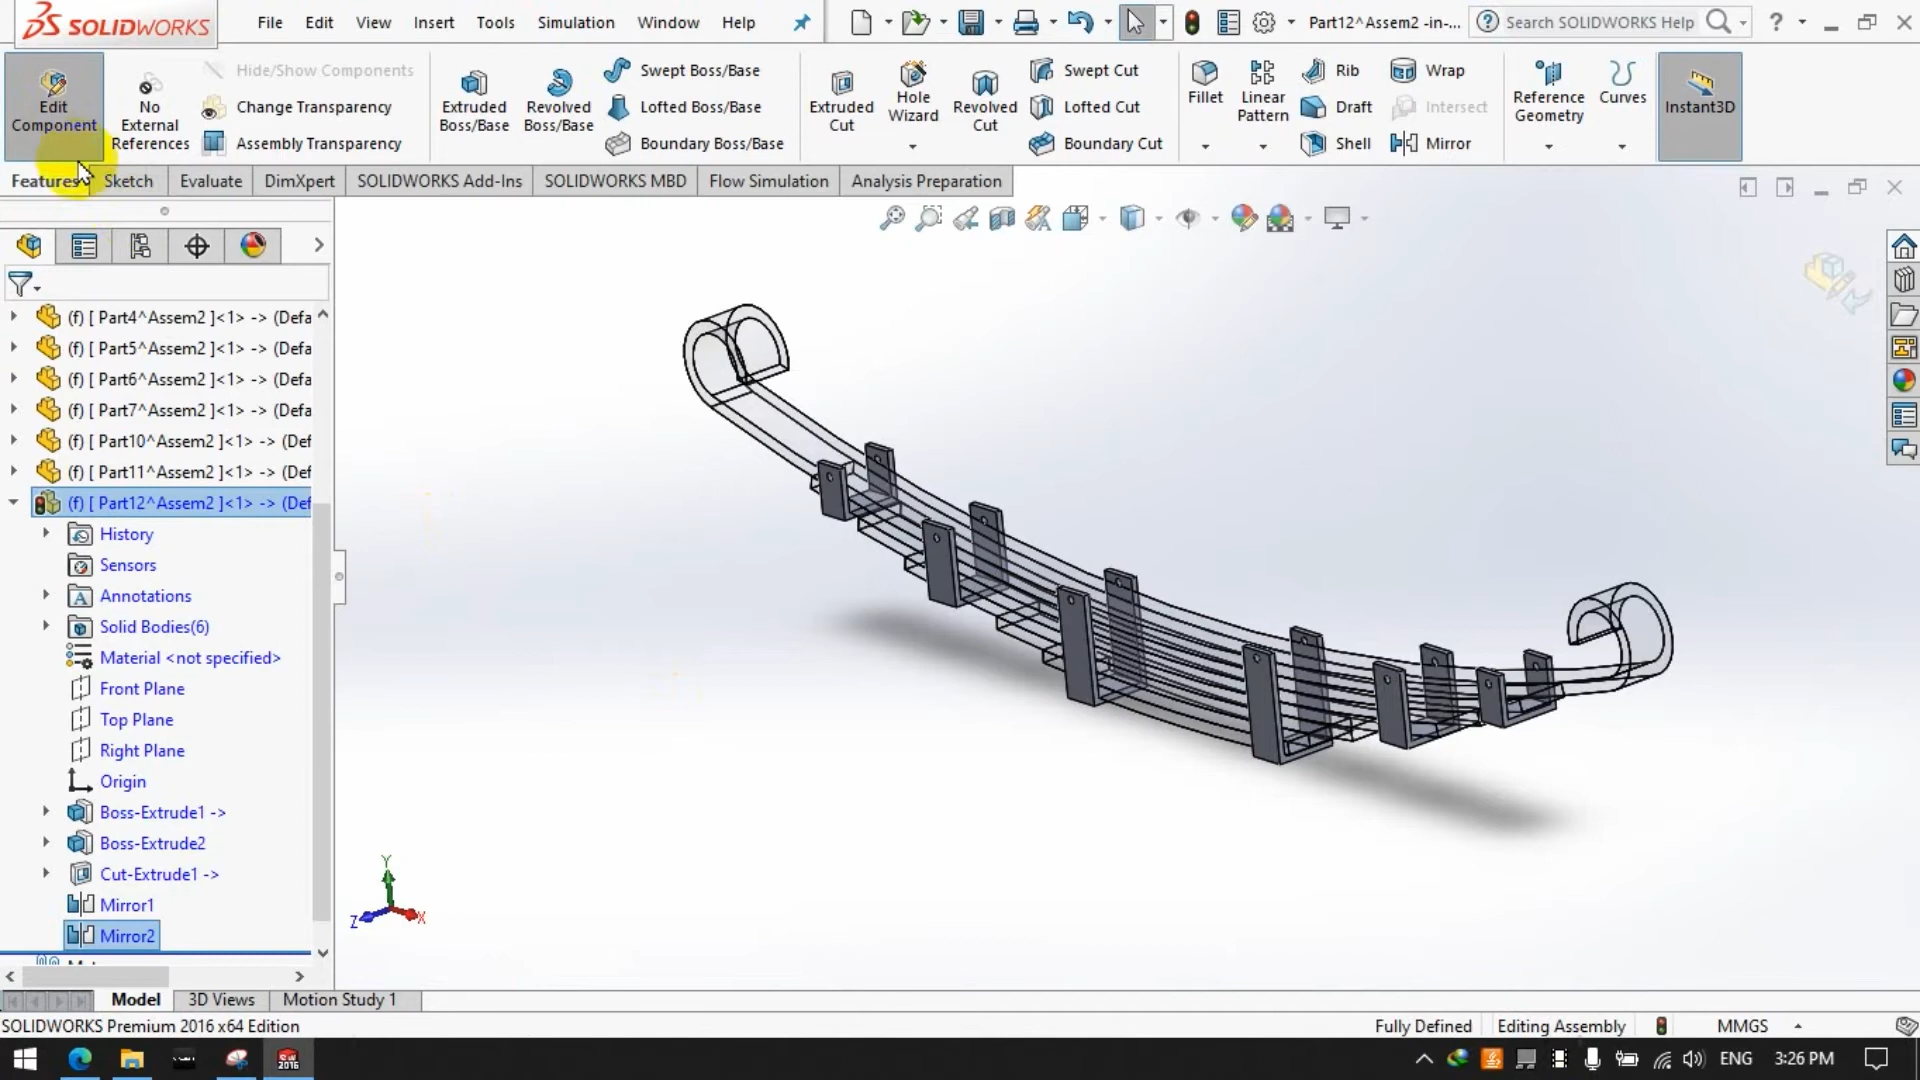 SOLIDWORKS File Edit View Insert Tools Simulation Window Help Part12^Assem2 -in-... Search SOLIDWORKS Help
Edit Component
No External References
Hide/Show Components
Change Transparency
Assembly Transparency
Extruded Boss/Base
Revolved Boss/Base
Swept Boss/Base
Lofted Boss/Base
Boundary Boss/Base
Extruded Cut
Hole Wizard
Revolved Cut
Swept Cut
Lofted Cut
Boundary Cut
Fillet
Linear Pattern
Rib
Draft
Shell
Wrap
Intersect
Mirror
Reference Geometry
Curves
Instant3D
Features Sketch Evaluate DimXpert SOLIDWORKS Add-Ins SOLIDWORKS MBD Flow Simulation Analysis Preparation
(f) [ Part4^Assem2 ]<1> -> (Defa
(f) [ Part5^Assem2 ]<1> -> (Defa
(f) [ Part6^Assem2 ]<1> -> (Defa
(f) [ Part7^Assem2 ]<1> -> (Defa
(f) [ Part10^Assem2 ]<1> -> (Def
(f) [ Part11^Assem2 ]<1> -> (Def
(f) [ Part12^Assem2 ]<1> -> (Def
History
Sensors
Annotations
Solid Bodies(6)
Material <not specified>
Front Plane
Top Plane
Right Plane
Origin
Boss-Extrude1 ->
Boss-Extrude2
Cut-Extrude1 ->
Mirror1
Mirror2
Y
Z X
Model 3D Views Motion Study 1
SOLIDWORKS Premium 2016 x64 Edition Fully Defined Editing Assembly MMGS
2016 ENG 3:26 PM